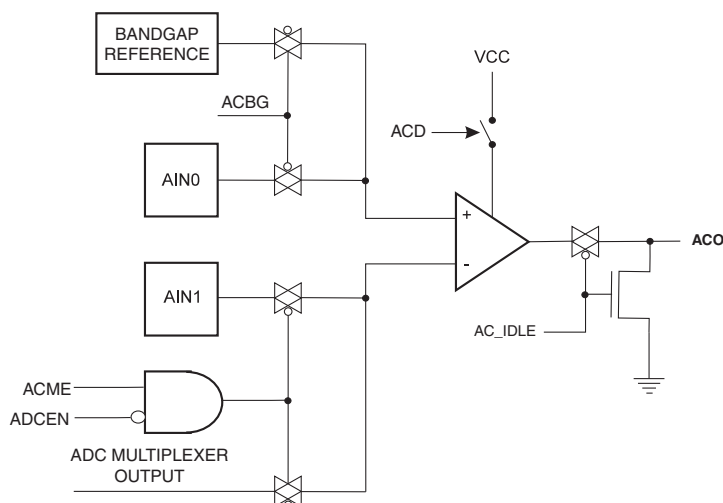 BANDGAP
REFERENCE
VCC
ACBG
ACD
AIN0
+
ACO
-
AIN1
AC_IDLE
ACME
ADCEN
ADC MULTIPLEXER
OUTPUT